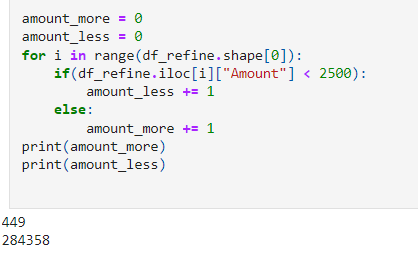 amount_more = 0
amount_less = 0
for i in range(df_refine.shape[0]):
    if(df_refine.iloc[i]["Amount"] < 2500):
        amount_less += 1
    else:
        amount_more += 1
print(amount_more)
print(amount_less)
449
284358